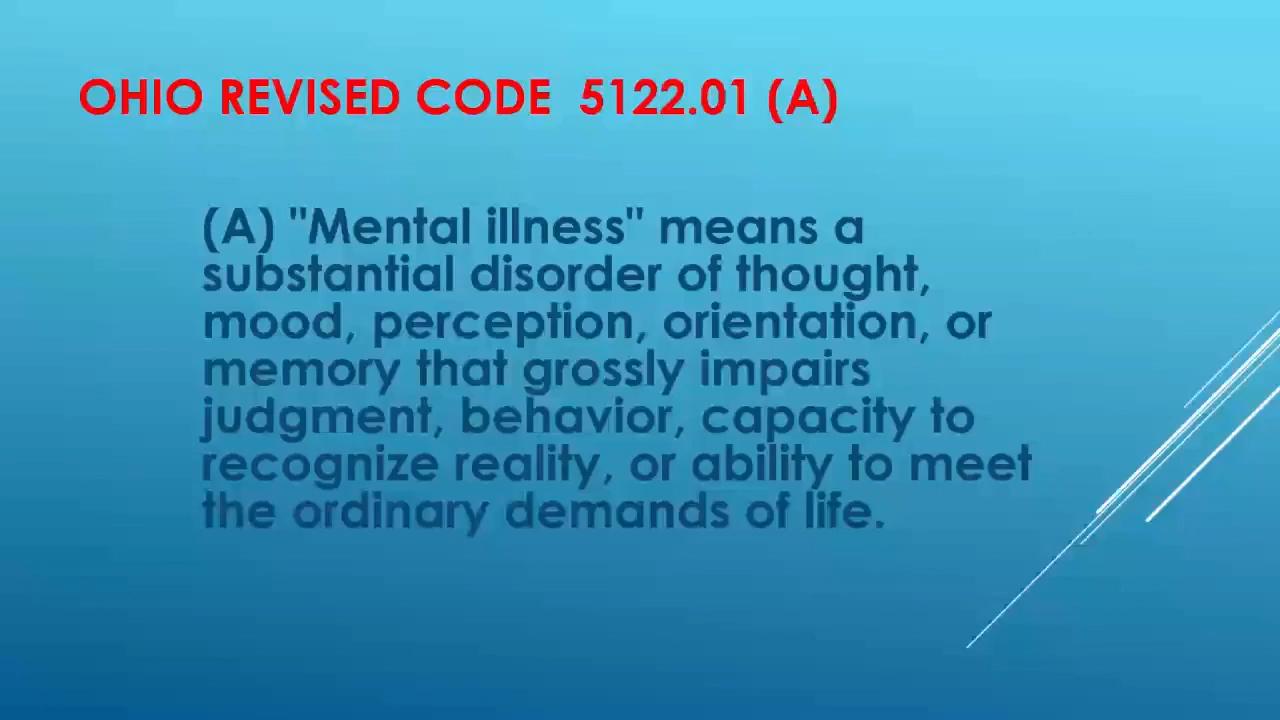 OHIO REVISED CODE 5122.01 (A)
(A) "Mental illness" means a
substantial disorder of thought,
mood, perception, orientation, or
memory that grossly impairs
judgment, behavior, capacity to
recognize reality, or ability to meet
the ordinary demands of life.